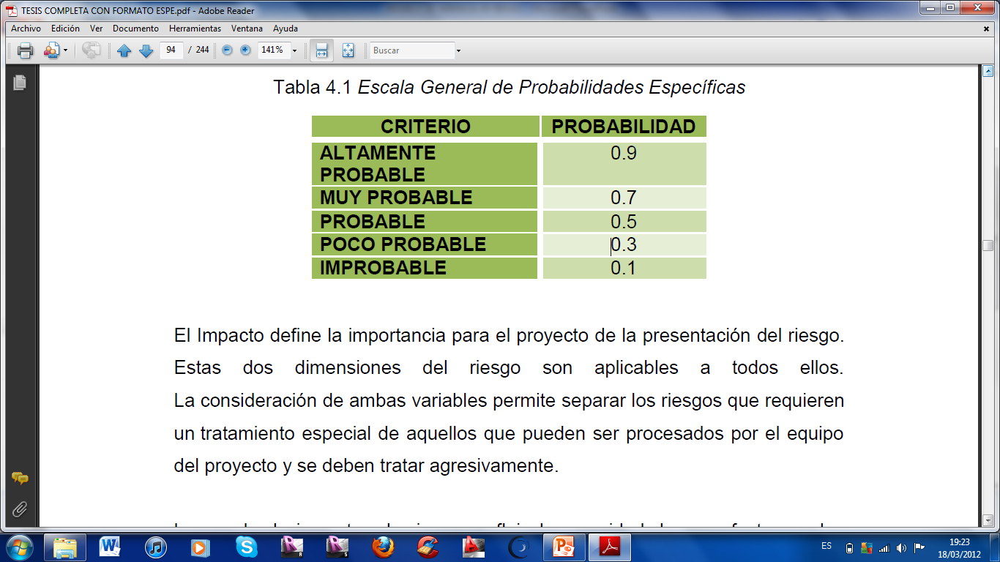 TESIS COMPLETA CON FORMATO ESPE.pdf - Adobe Reader
Archivo Edición Ver Documento Herramientas Ventana Ayuda
94 / 244 141% Buscar
Tabla 4.1 Escala General de Probabilidades Específicas
CRITERIO PROBABILIDAD
ALTAMENTE 0.9
PROBABLE
MUY PROBABLE 0.7
PROBABLE 0.5
POCO PROBABLE 0.3
IMPROBABLE 0.1
El Impacto define la importancia para el proyecto de la presentación del riesgo.
Estas dos dimensiones del riesgo son aplicables a todos ellos.
La consideración de ambas variables permite separar los riesgos que requieren
un tratamiento especial de aquellos que pueden ser procesados por el equipo
del proyecto y se deben tratar agresivamente.
ES 19:23
18/03/2012